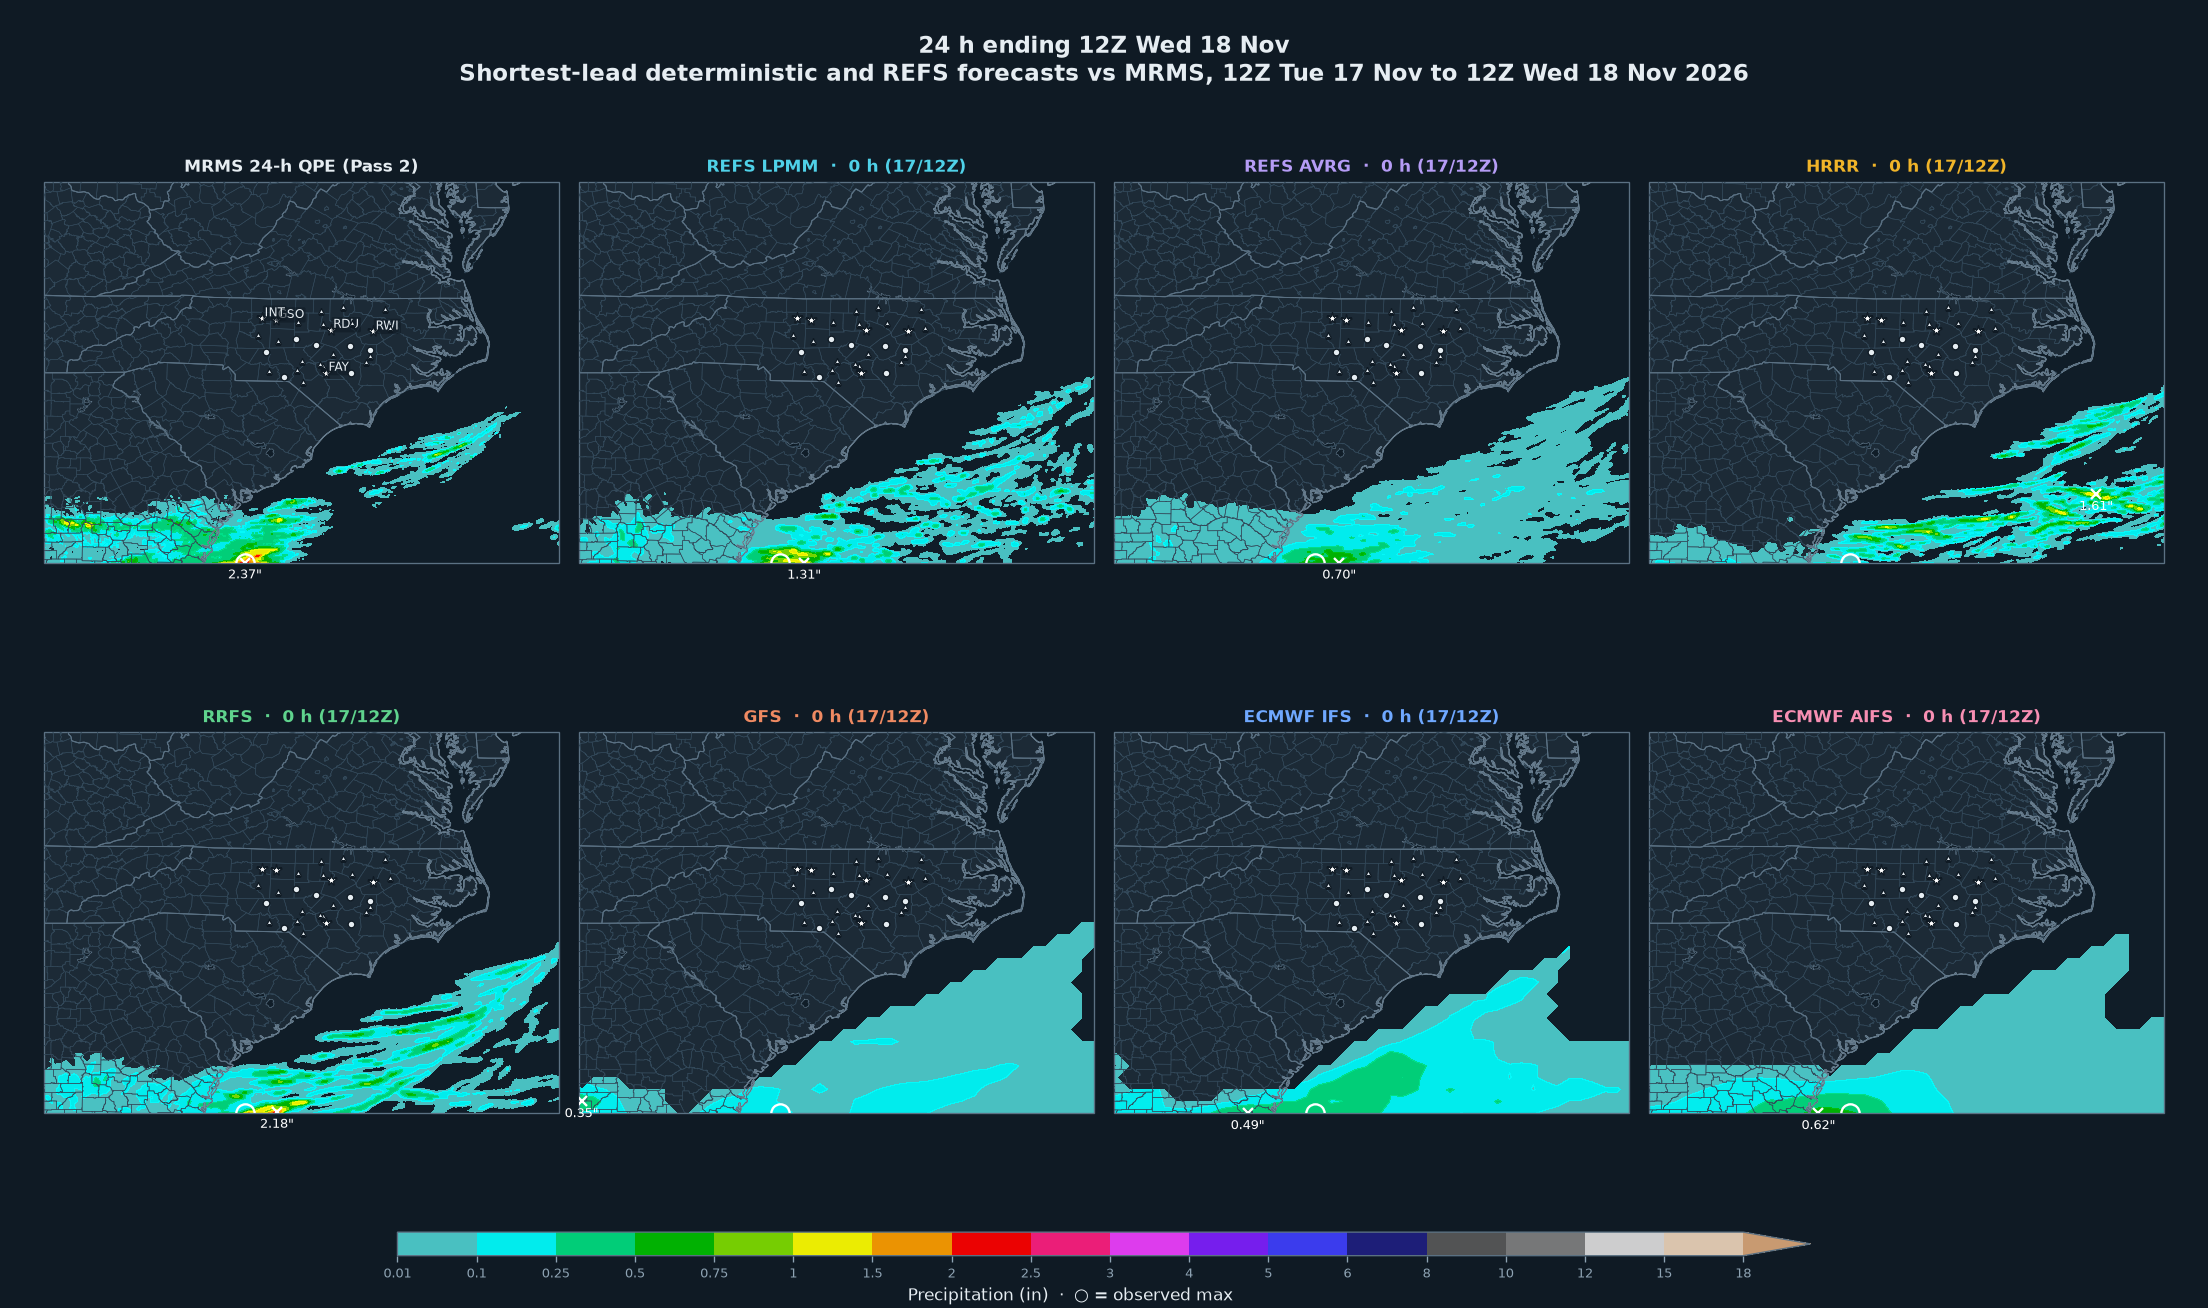 24 h ending 12Z Wed 18 Nov
Shortest-lead deterministic and REFS forecasts vs MRMS, 12Z Tue 17 Nov to 12Z Wed 18 Nov 2026
MRMS 24-h QPE (Pass 2)
REFS LPMM · 0 h (17/12Z)
REFS AVRG · 0 h (17/12Z)
HRRR · 0 h (17/12Z)
INT
SO
RDU
RWI
FAY
1.61"
2.37"
1.31"
0.70"
RRFS · 0 h (17/12Z)
GFS · 0 h (17/12Z)
ECMWF IFS · 0 h (17/12Z)
ECMWF AIFS · 0 h (17/12Z)
0.35"
2.18"
0.49"
0.62"
0.01 0.1 0.25 0.5 0.75 1 1.5 2 2.5 3 4 5 6 8 10 12 15 18
Precipitation (in) · ○ = observed max